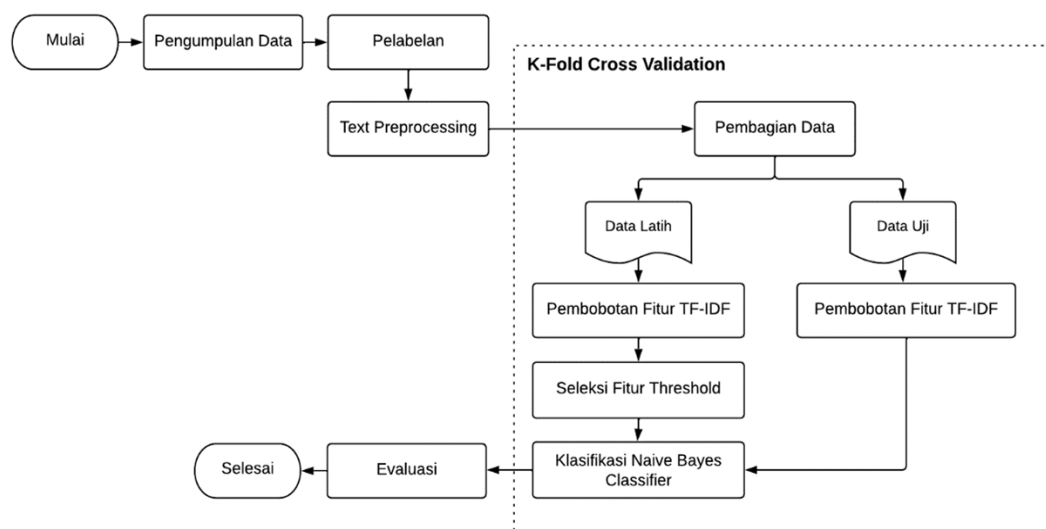 Mulai
Pengumpulan Data
Pelabelan
K-Fold Cross Validation
Text Preprocessing
Pembagian Data
Data Latih
Data Uji
Pembobotan Fitur TF-IDF
Pembobotan Fitur TF-IDF
Seleksi Fitur Threshold
Klasifikasi Naive Bayes
Classifier
Evaluasi
Selesai